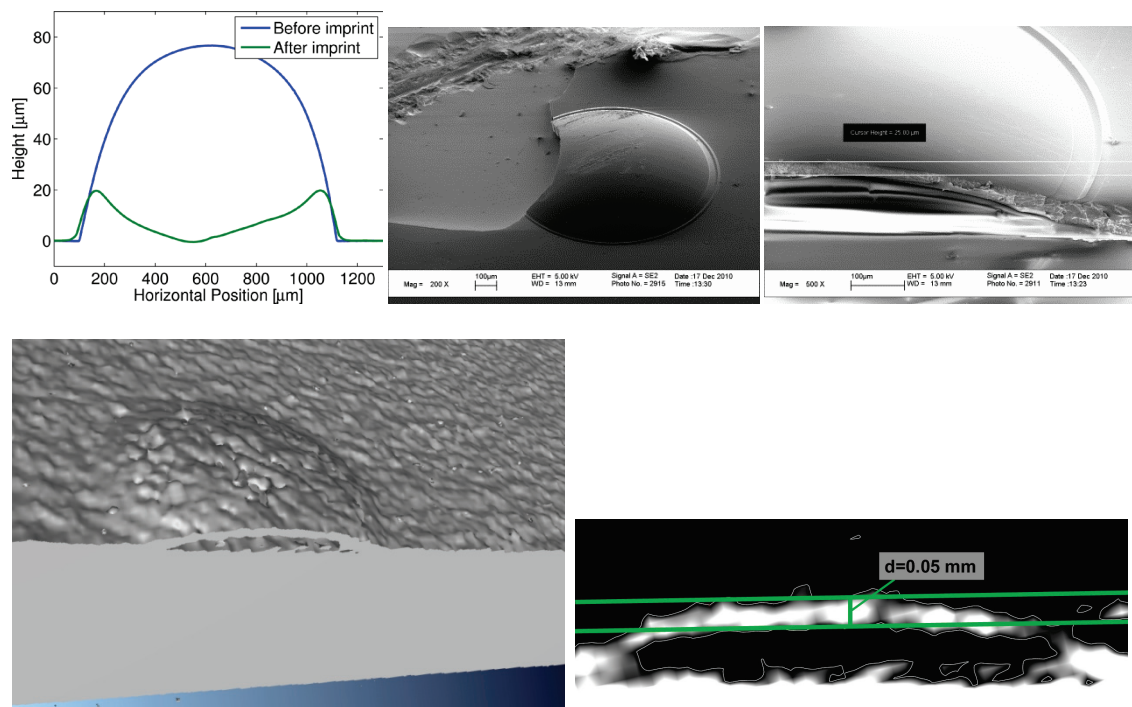 Before imprint
After imprint
80
60
40
20
0
Height [µm]
0 200 400 600 800 1000 1200
Horizontal Position [µm]
100µm
Mag = 200 X
EHT = 5.00 kV
WD = 13 mm
Signal A = SE2
Photo No. = 2915
Date :17 Dec 2010
Time :13:30
Cursor Height = 25.00 µm
100µm
Mag = 500 X
EHT = 5.00 kV
WD = 13 mm
Signal A = SE2
Photo No. = 2911
Date :17 Dec 2010
Time :13:23
d=0.05 mm